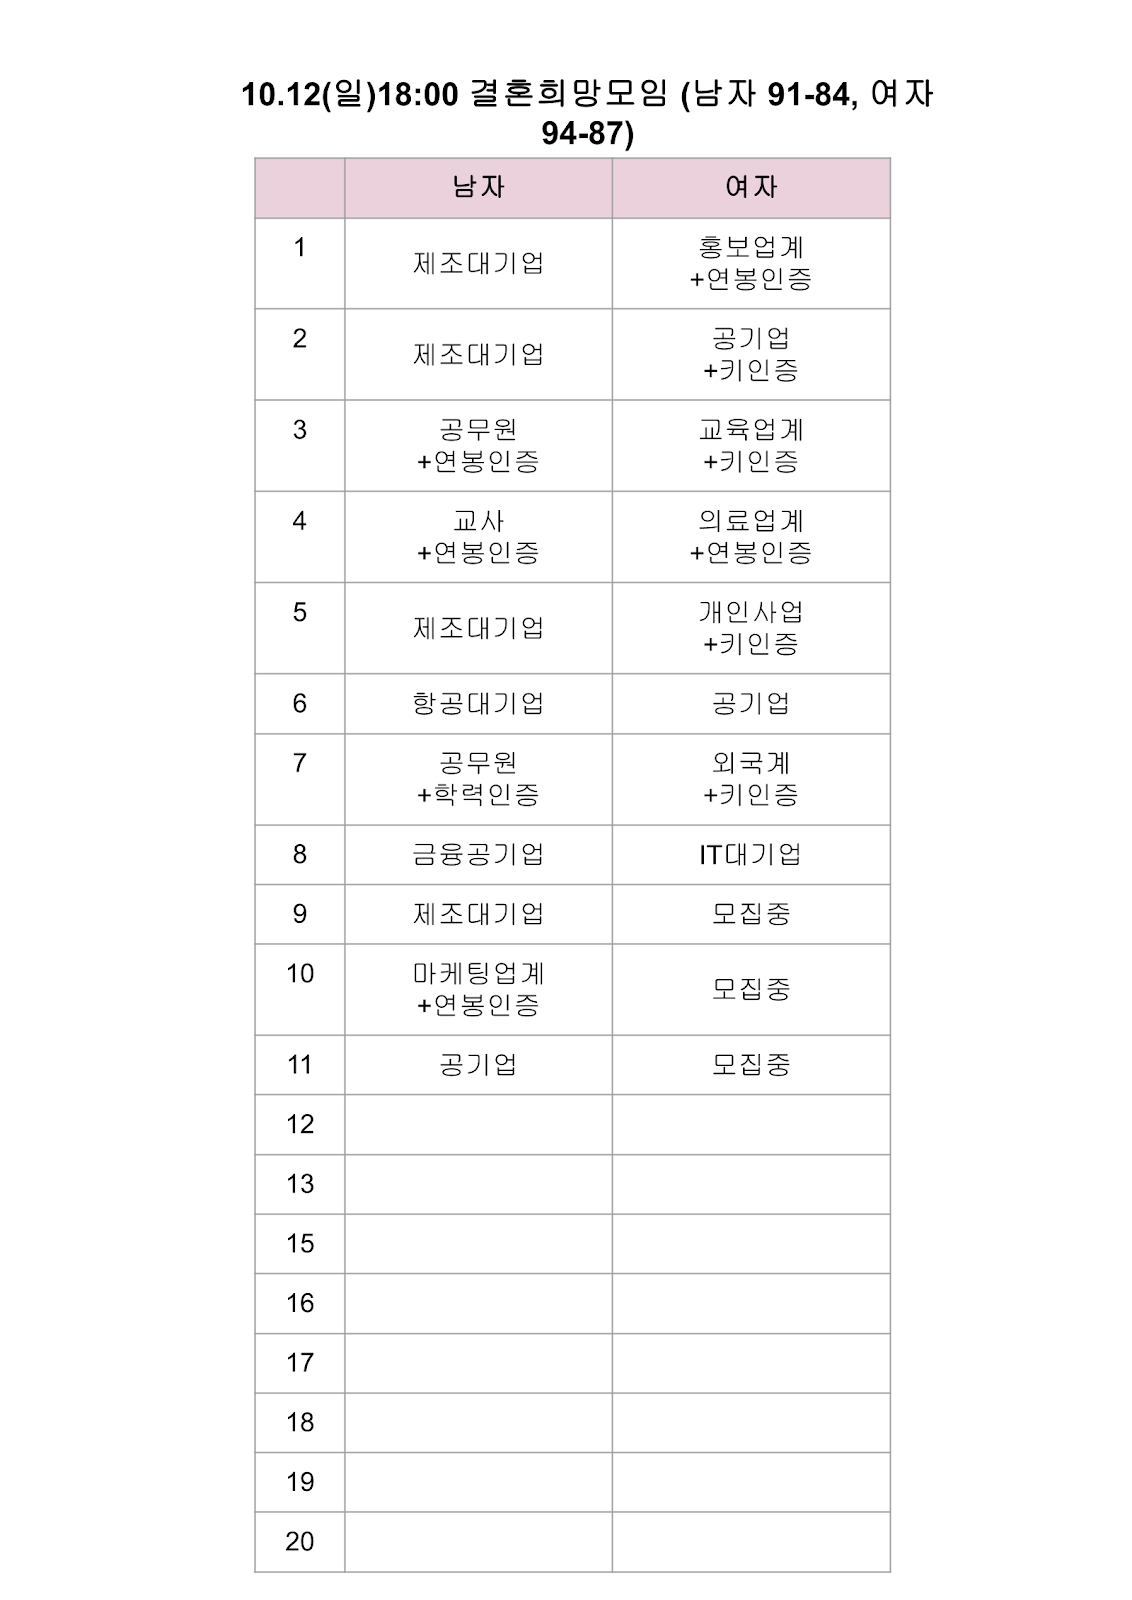 10.12(일)18:00 결혼희망모임 (남자 91-84, 여자
94-87)
남자 여자
1 제조대기업 홍보업계
+연봉인증
2 제조대기업 공기업
+키인증
3 공무원 교육업계
+연봉인증 +키인증
4 교사 의료업계
+연봉인증 +연봉인증
5 제조대기업 개인사업
+키인증
6 항공대기업 공기업
7 공무원 외국계
+학력인증 +키인증
8 금융공기업 IT대기업
9 제조대기업 모집중
10 마케팅업계 모집중
+연봉인증
11 공기업 모집중
12
13
15
16
17
18
19
20